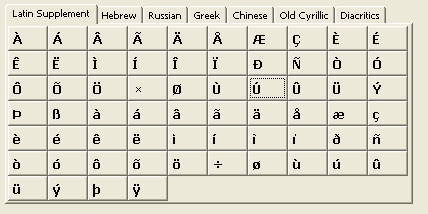 Latin Supplement Hebrew Russian Greek Chinese Old Cyrillic Diacritics
À Á Â Ã Ä Å Æ Ç È É
Ê Ë Ì Í Î Ï Ð Ñ Ò Ó
Ô Õ Ö × Ø Ù Ú Û Ü Ý
Þ ß à á â ã ä å æ ç
è é ê ë ì í î ï ð ñ
ò ó ô õ ö ÷ ø ù ú û
ü ý þ ÿ